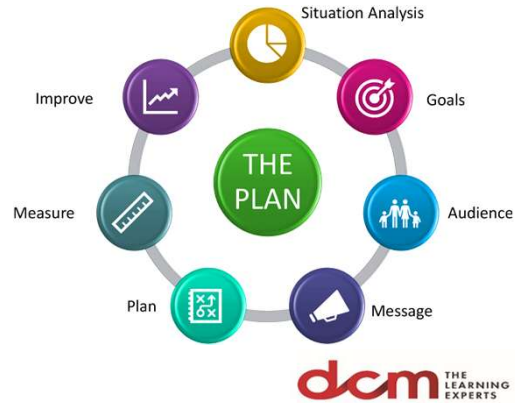 Situation Analysis
Improve
Goals
THE
PLAN
Measure
Audience
Plan
Message
dcm THE
LEARNING
EXPERTS